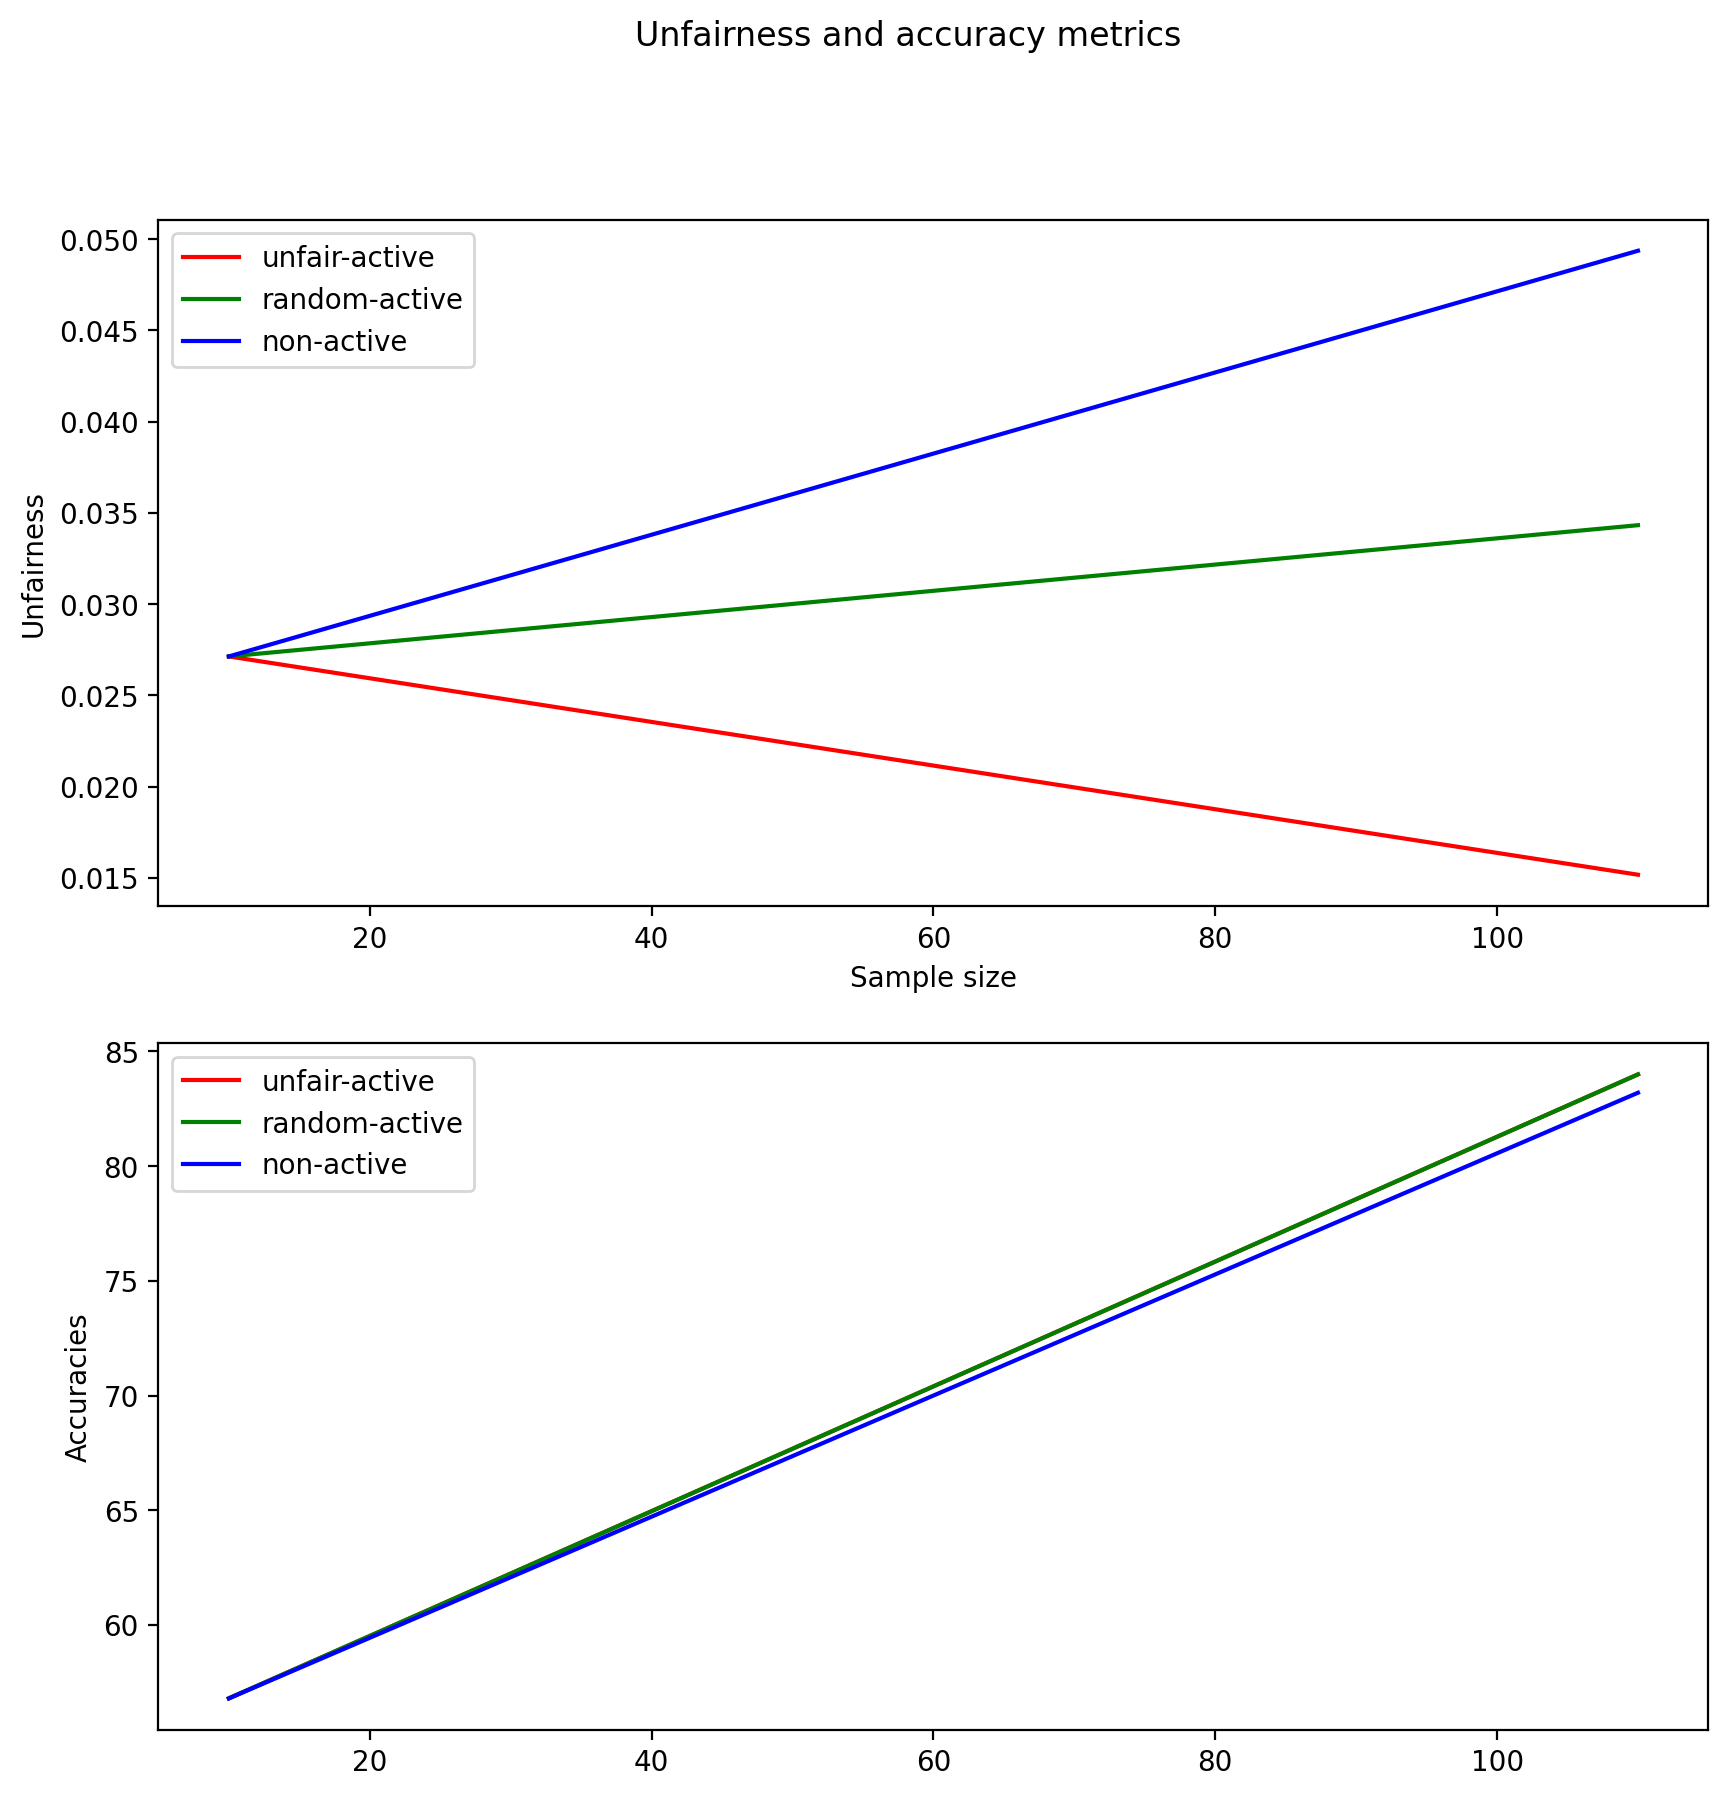 Unfairness and accuracy metrics
0.050
0.045
0.040
0.035
0.030
0.025
0.020
0.015
Unfairness
unfair-active
random-active
non-active
20 40 60 80 100
Sample size
85
80
75
70
65
60
Accuracies
unfair-active
random-active
non-active
20 40 60 80 100